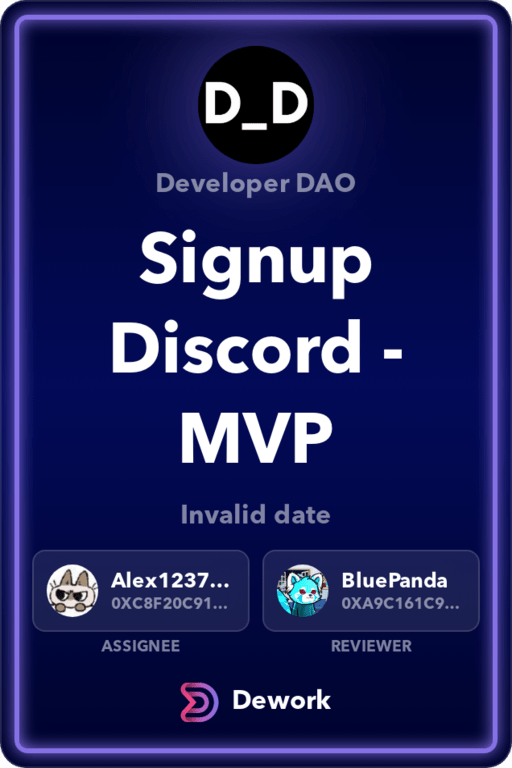 D_D
Developer DAO
Signup
Discord -
MVP
Invalid date
Alex1237...
0XC8F20C91...
BluePanda
0XA9C161C9...
ASSIGNEE
REVIEWER
Dework